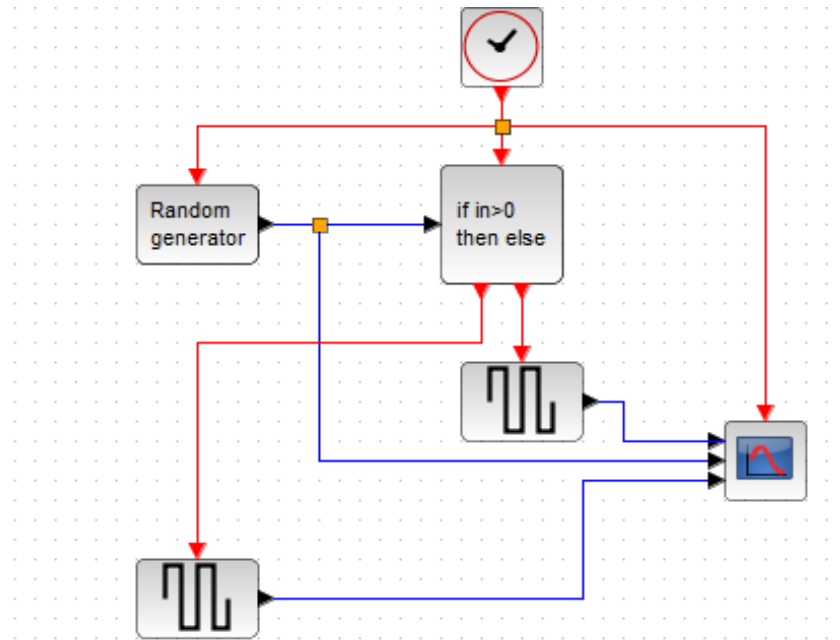 Random
generator
if in>0
then else